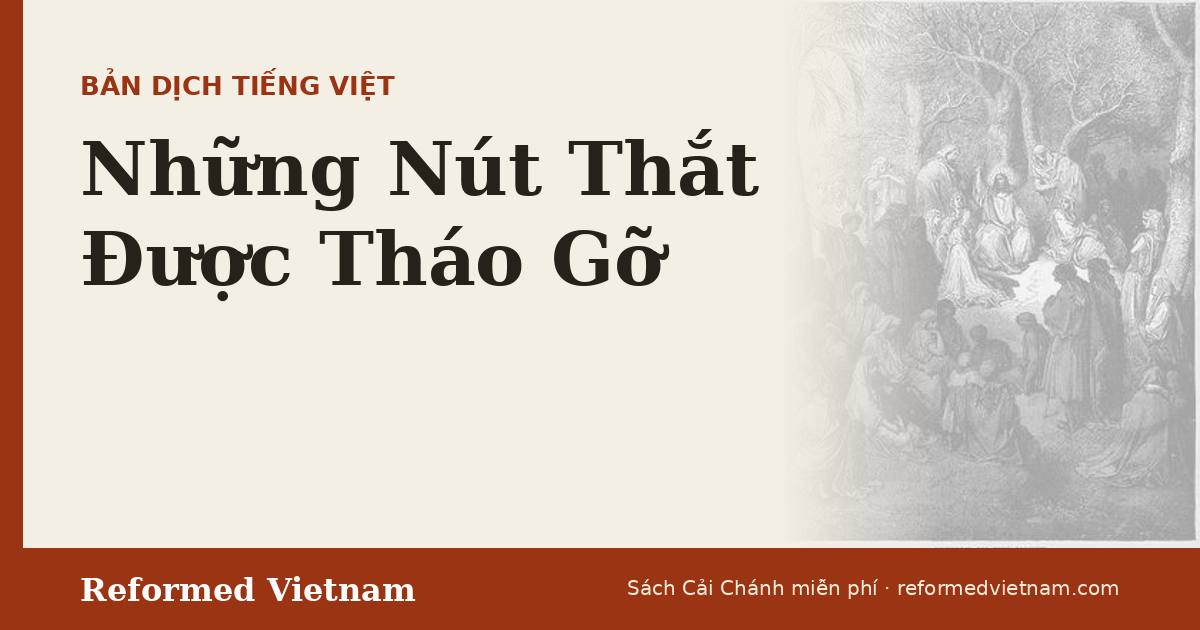 BẢN DỊCH TIẾNG VIỆT
Những Nút Thắt
Được Tháo Gỡ
Reformed Vietnam
Sách Cải Chánh miễn phí · reformedvietnam.com